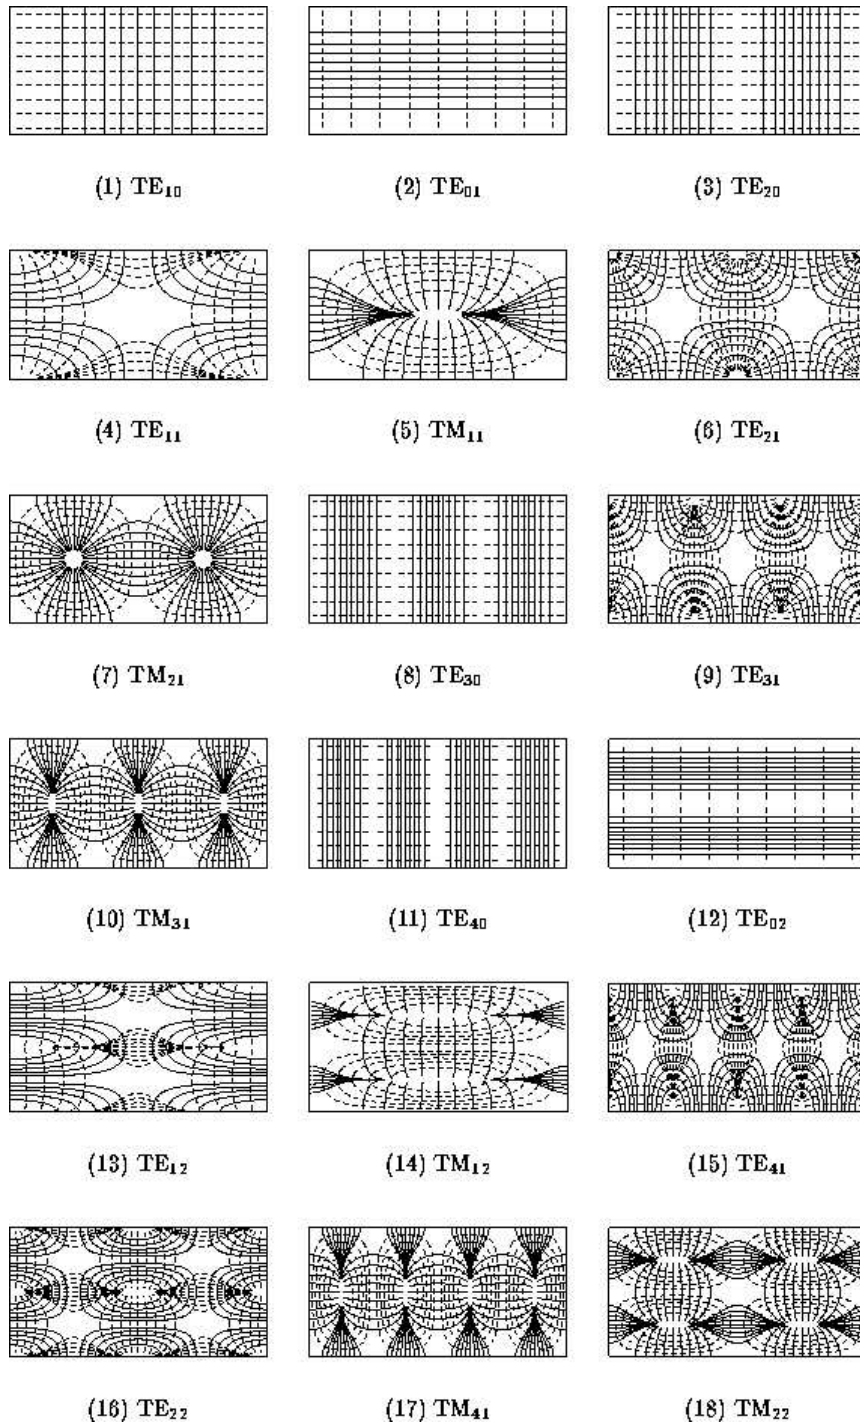 (1) TE₁₀ (2) TE₀₁ (3) TE₂₀
(4) TE₁₁ (5) TM₁₁ (6) TE₂₁
(7) TM₂₁ (8) TE₃₀ (9) TE₃₁
(10) TM₃₁ (11) TE₄₀ (12) TE₀₂
(13) TE₁₂ (14) TM₁₂ (15) TE₄₁
(16) TE₂₂ (17) TM₄₁ (18) TM₂₂